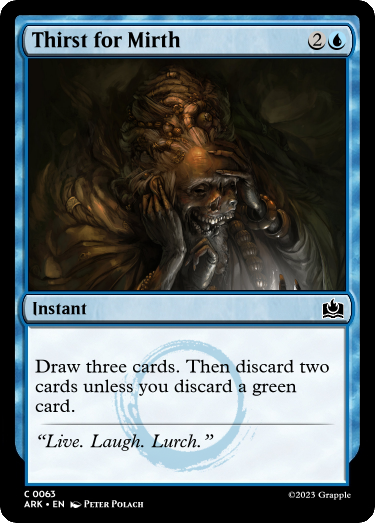 Thirst for Mirth 2
Instant
Draw three cards. Then discard two
cards unless you discard a green
card.
“Live. Laugh. Lurch.”
C 0063
ARK • EN Peter Polach
©2023 Grapple